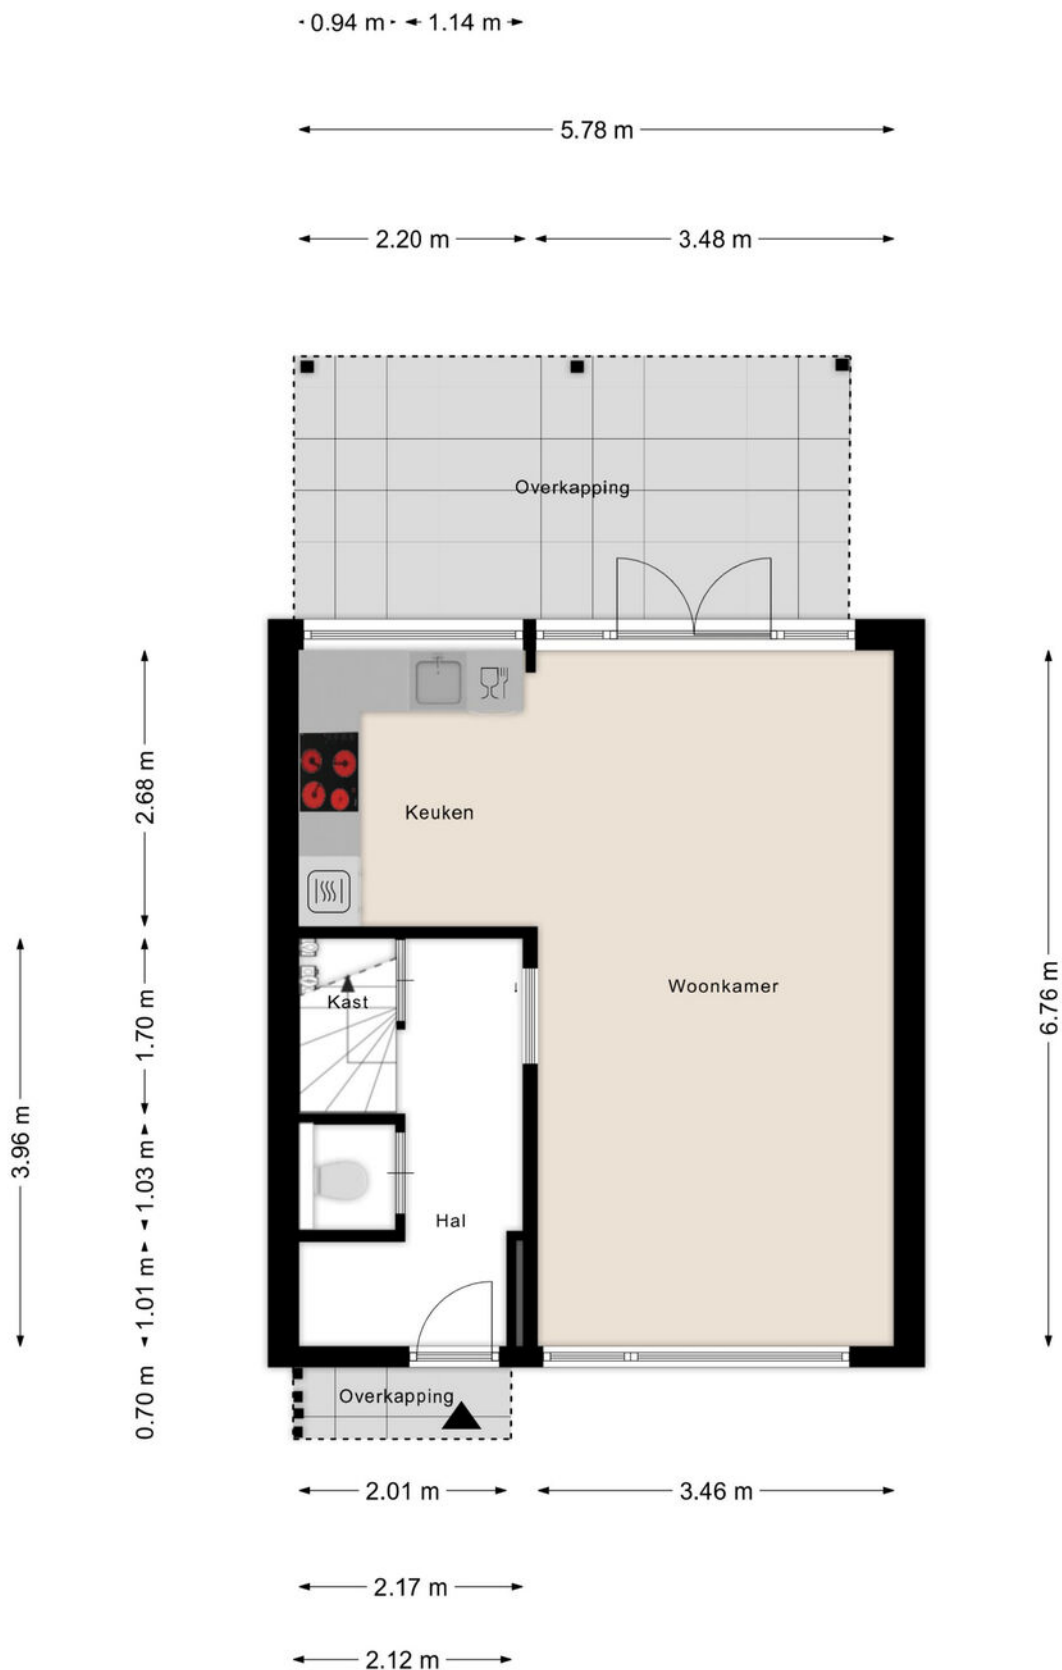 0.94 m 1.14 m
5.78 m
2.20 m 3.48 m
Overkapping
2.68 m
Keuken
3.96 m
1.70 m
Kast
Woonkamer
6.76 m
1.03 m
Hal
1.01 m
0.70 m
Overkapping
2.01 m 3.46 m
2.17 m
2.12 m